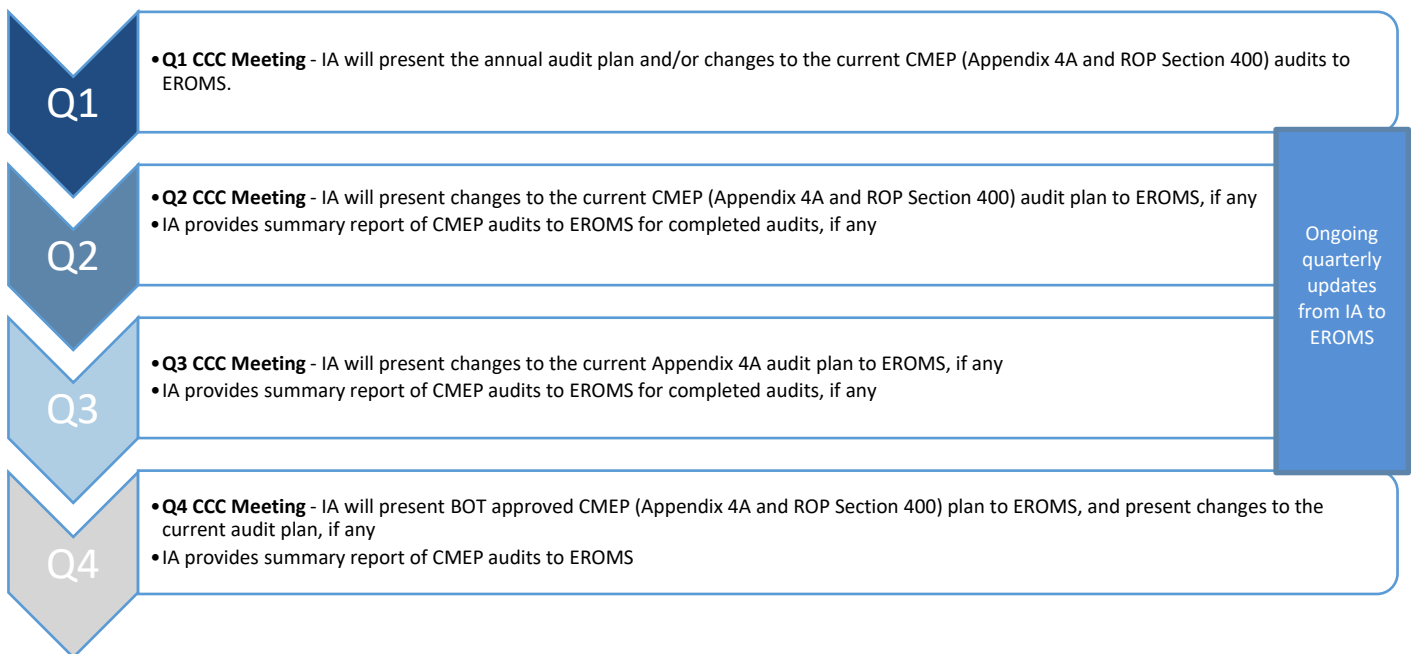 Q1
•Q1 CCC Meeting - IA will present the annual audit plan and/or changes to the current CMEP (Appendix 4A and ROP Section 400) audits to
EROMS.
Q2
•Q2 CCC Meeting - IA will present changes to the current CMEP (Appendix 4A and ROP Section 400) audit plan to EROMS, if any
•IA provides summary report of CMEP audits to EROMS for completed audits, if any
Q3
•Q3 CCC Meeting - IA will present changes to the current Appendix 4A audit plan to EROMS, if any
•IA provides summary report of CMEP audits to EROMS for completed audits, if any
Q4
•Q4 CCC Meeting - IA will present BOT approved CMEP (Appendix 4A and ROP Section 400) plan to EROMS, and present changes to the
current audit plan, if any
•IA provides summary report of CMEP audits to EROMS
Ongoing
quarterly
updates
from IA to
EROMS